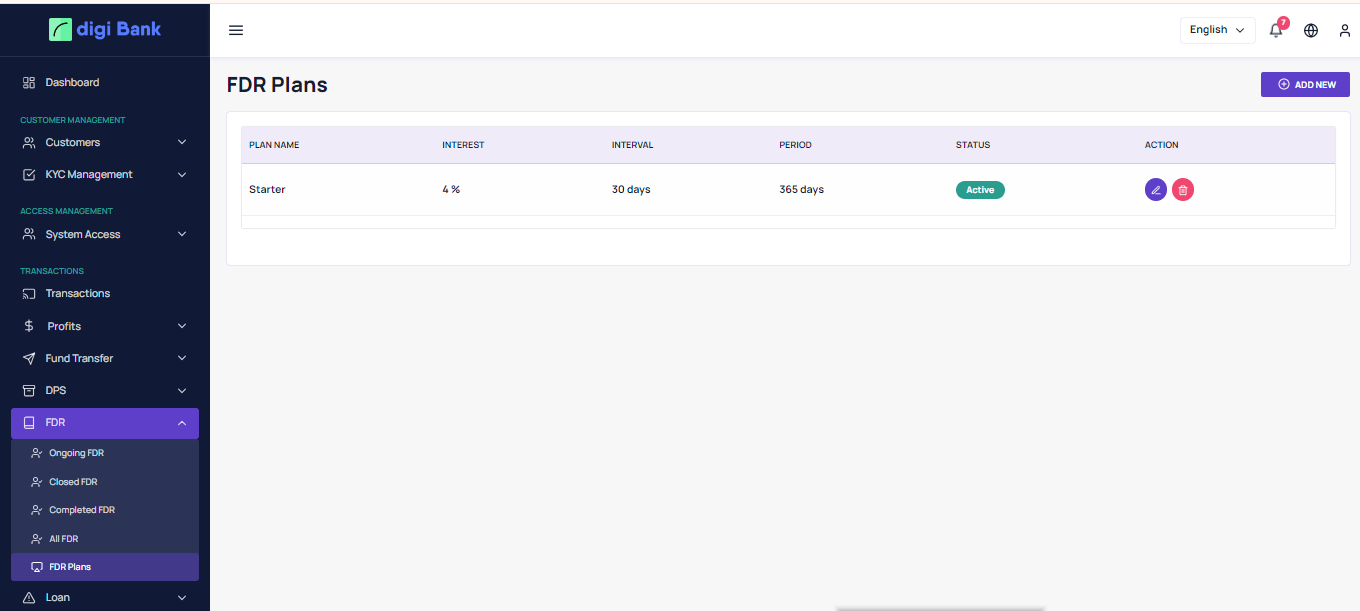 digi Bank
English
7
Dashboard
CUSTOMER MANAGEMENT
Customers
KYC Management
ACCESS MANAGEMENT
System Access
TRANSACTIONS
Transactions
Profits
Fund Transfer
DPS
FDR
Ongoing FDR
Closed FDR
Completed FDR
All FDR
FDR Plans
Loan
FDR Plans
ADD NEW
PLAN NAME INTEREST INTERVAL PERIOD STATUS ACTION
Starter 4 % 30 days 365 days Active